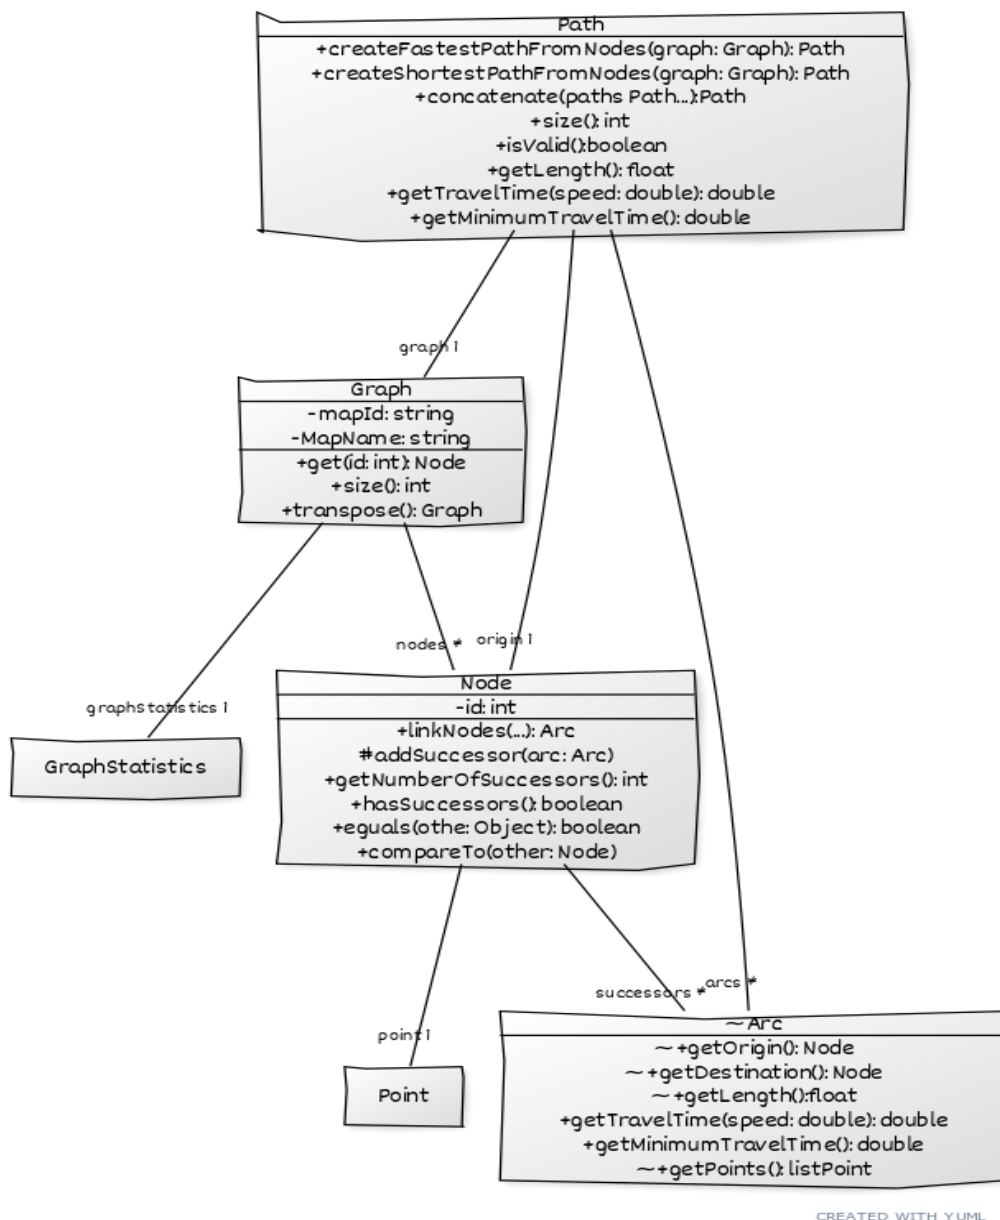 Path
+createFastestPathFromNodes(graph: Graph): Path
+createShortestPathFromNodes(graph: Graph): Path
+concatenate(paths Path...):Path
+size(): int
+isValid():boolean
+getLength(): float
+getTravelTime(speed: double): double
+getMinimumTravelTime(): double
graph 1
Graph
-mapId: string
-MapName: string
+get(id: int): Node
+size(): int
+transpose(): Graph
nodes * origin 1
Node
-id: int
+linkNodes(...): Arc
#addSuccessor(arc: Arc)
+getNumberOfSuccessors(): int
+hasSuccessors(): boolean
+equals(othe: Object): boolean
+compareTo(other: Node)
graphstatistics 1
GraphStatistics
successors * arcs *
point 1
Point
~Arc
~+getOrigin(): Node
~+getDestination(): Node
~+getLength():float
+getTravelTime(speed: double): double
+getMinimumTravelTime(): double
~+getPoints(): listPoint
CREATED WITH YUML